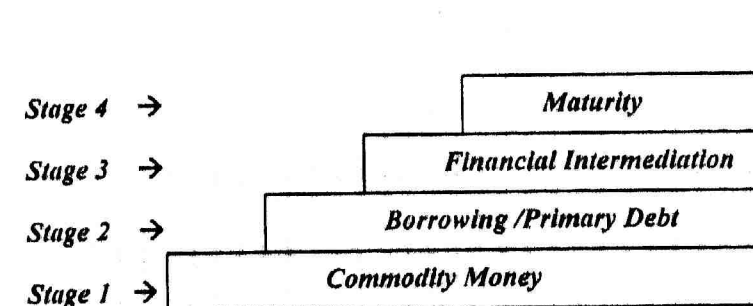 Stage 4 → Maturity
Stage 3 → Financial Intermediation
Stage 2 → Borrowing /Primary Debt
Stage 1 → Commodity Money